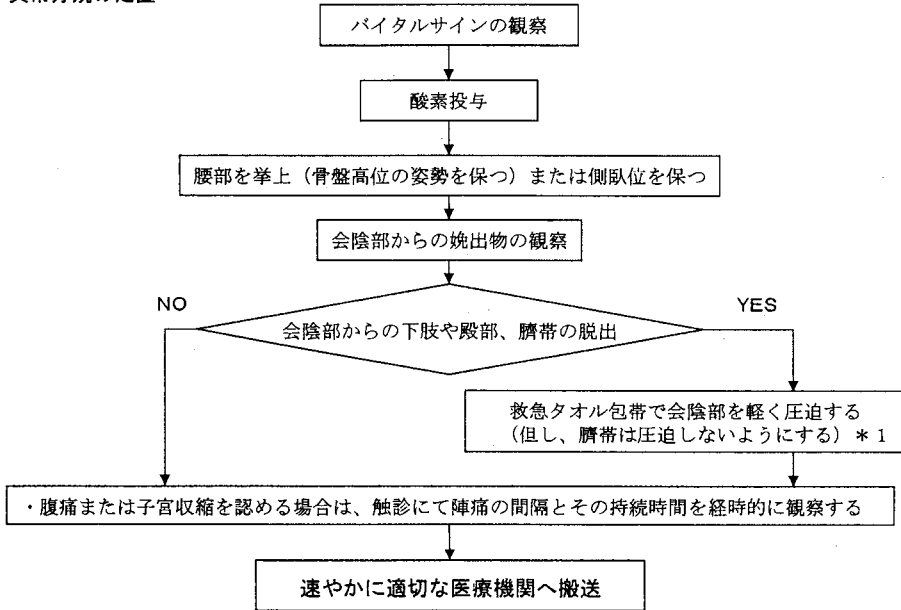 バイタルサインの観察
酸素投与
腰部を挙上(骨盤高位の姿勢を保つ)または側臥位を保つ
会陰部からの娩出物の観察
NO
YES
会陰部からの下肢や殿部、臍帯の脱出
救急タオル包帯で会陰部を軽く圧迫する
(但し、臍帯は圧迫しないようにする)*1
・腹痛または子宮収縮を認める場合は、触診にて陣痛の間隔とその持続時間を経時的に観察する
速やかに適切な医療機関へ搬送